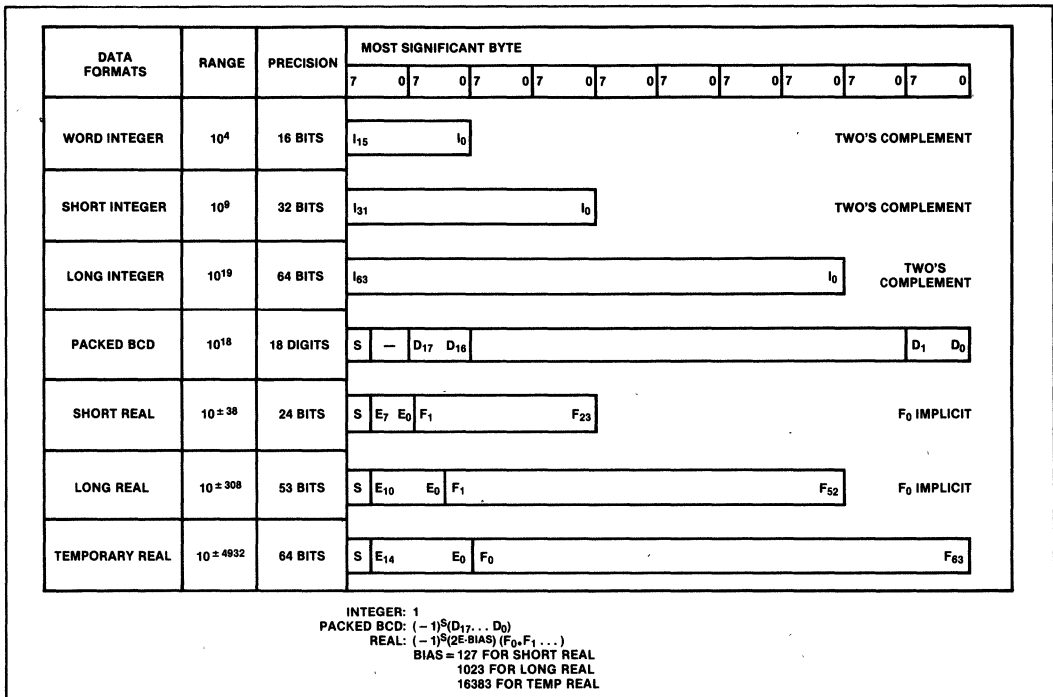 DATA FORMATS RANGE PRECISION MOST SIGNIFICANT BYTE
7 0 7 0 7 0 7 0 7 0 7 0 7 0 7 0 7 0 7 0
WORD INTEGER 10⁴ 16 BITS I₁₅ I₀ TWO'S COMPLEMENT
SHORT INTEGER 10⁹ 32 BITS I₃₁ I₀ TWO'S COMPLEMENT
LONG INTEGER 10¹⁹ 64 BITS I₆₃ I₀ TWO'S COMPLEMENT
PACKED BCD 10¹⁸ 18 DIGITS S — D₁₇ D₁₆ D₁ D₀
SHORT REAL 10±³⁸ 24 BITS S E₇ E₀ F₁ F₂₃ F₀ IMPLICIT
LONG REAL 10±³⁰⁸ 53 BITS S E₁₀ E₀ F₁ F₅₂ F₀ IMPLICIT
TEMPORARY REAL 10±⁴⁹³² 64 BITS S E₁₄ E₀ F₀ F₆₃
INTEGER: 1
PACKED BCD: (−1)ˢ(D₁₇...D₀)
REAL: (−1)ˢ(2E-BIAS)(F₀•F₁...)
BIAS = 127 FOR SHORT REAL
1023 FOR LONG REAL
16383 FOR TEMP REAL